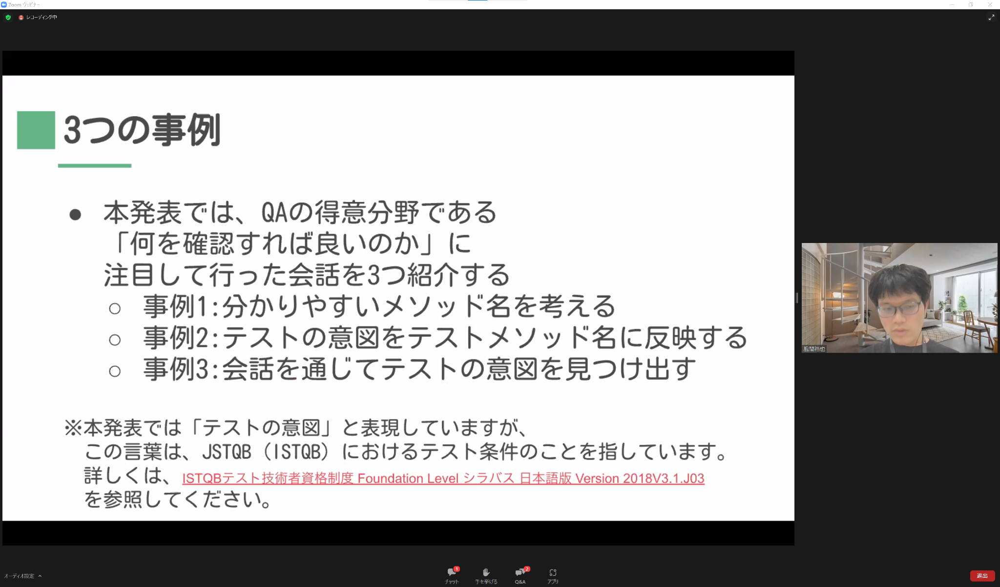 Zoom ウェビナー
レコーディング中
3つの事例
● 本発表では、QAの得意分野である
「何を確認すれば良いのか」に
注目して行った会話を3つ紹介する
○ 事例1:分かりやすいメソッド名を考える
○ 事例2:テストの意図をテストメソッド名に反映する
○ 事例3:会話を通じてテストの意図を見つけ出す
※本発表では「テストの意図」と表現していますが、
この言葉は、JSTQB（ISTQB）におけるテスト条件のことを指しています。
詳しくは、ISTQBテスト技術者資格制度 Foundation Level シラバス 日本語版 Version 2018V3.1.J03
を参照してください。
風間裕也
オーディオ設定
1
チャット
手を挙げる
2
Q&A
アプリ
退出